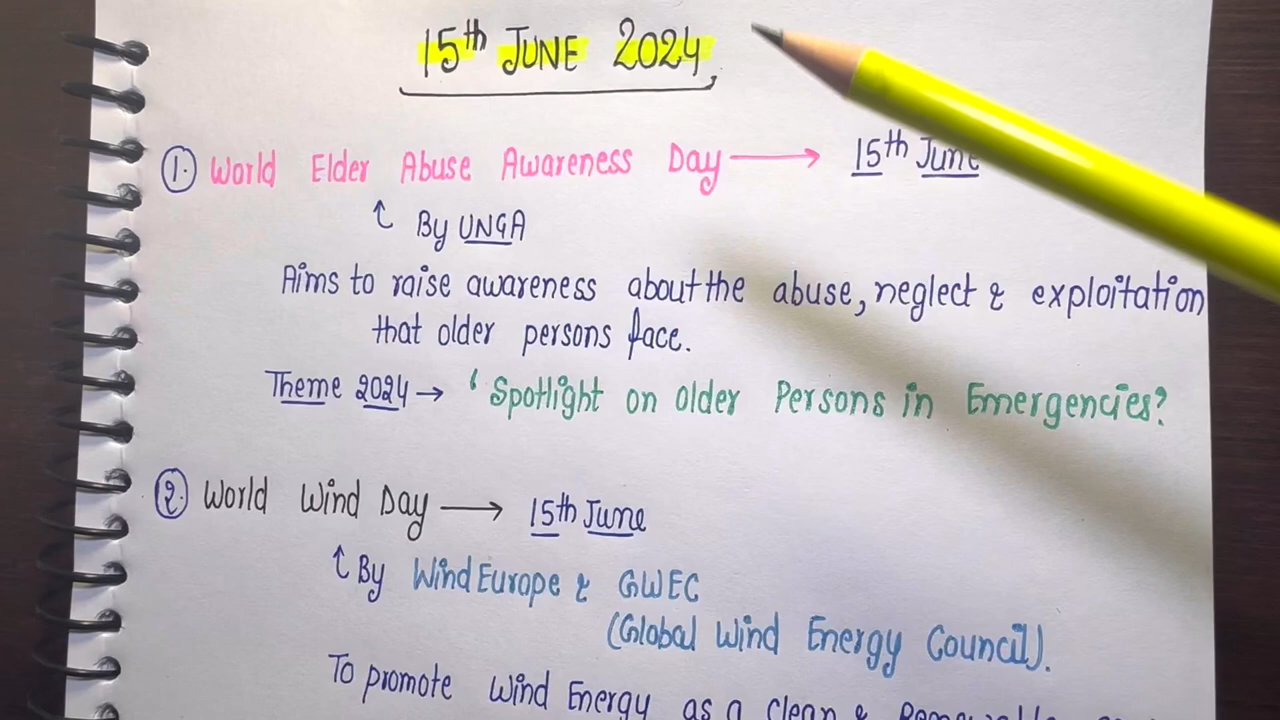 15th JUNE 2024
1. World Elder Abuse Awareness Day → 15th June
↑ By UNGA
Aims to raise awareness about the abuse, neglect & exploitation
that older persons face.
Theme 2024 → 'Spotlight on Older Persons in Emergencies'
2. World Wind Day → 15th June
↑ By WindEurope & GWEC
(Global Wind Energy Council).
To promote Wind Energy as a clean &